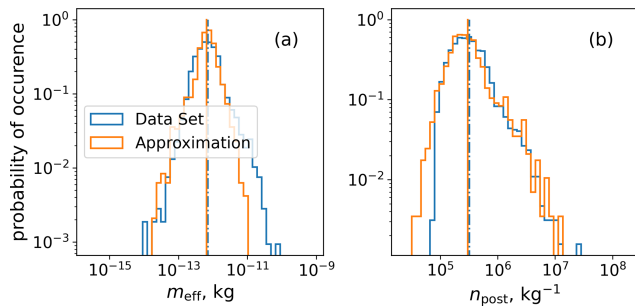 probability of occurence
10⁰
10⁻¹
10⁻²
10⁻³
(a)
Data Set
Approximation
10⁻¹⁵
10⁻¹³
10⁻¹¹
10⁻⁹
m_eff, kg
10⁰
10⁻¹
10⁻²
(b)
10⁵
10⁶
10⁷
10⁸
n_post, kg⁻¹